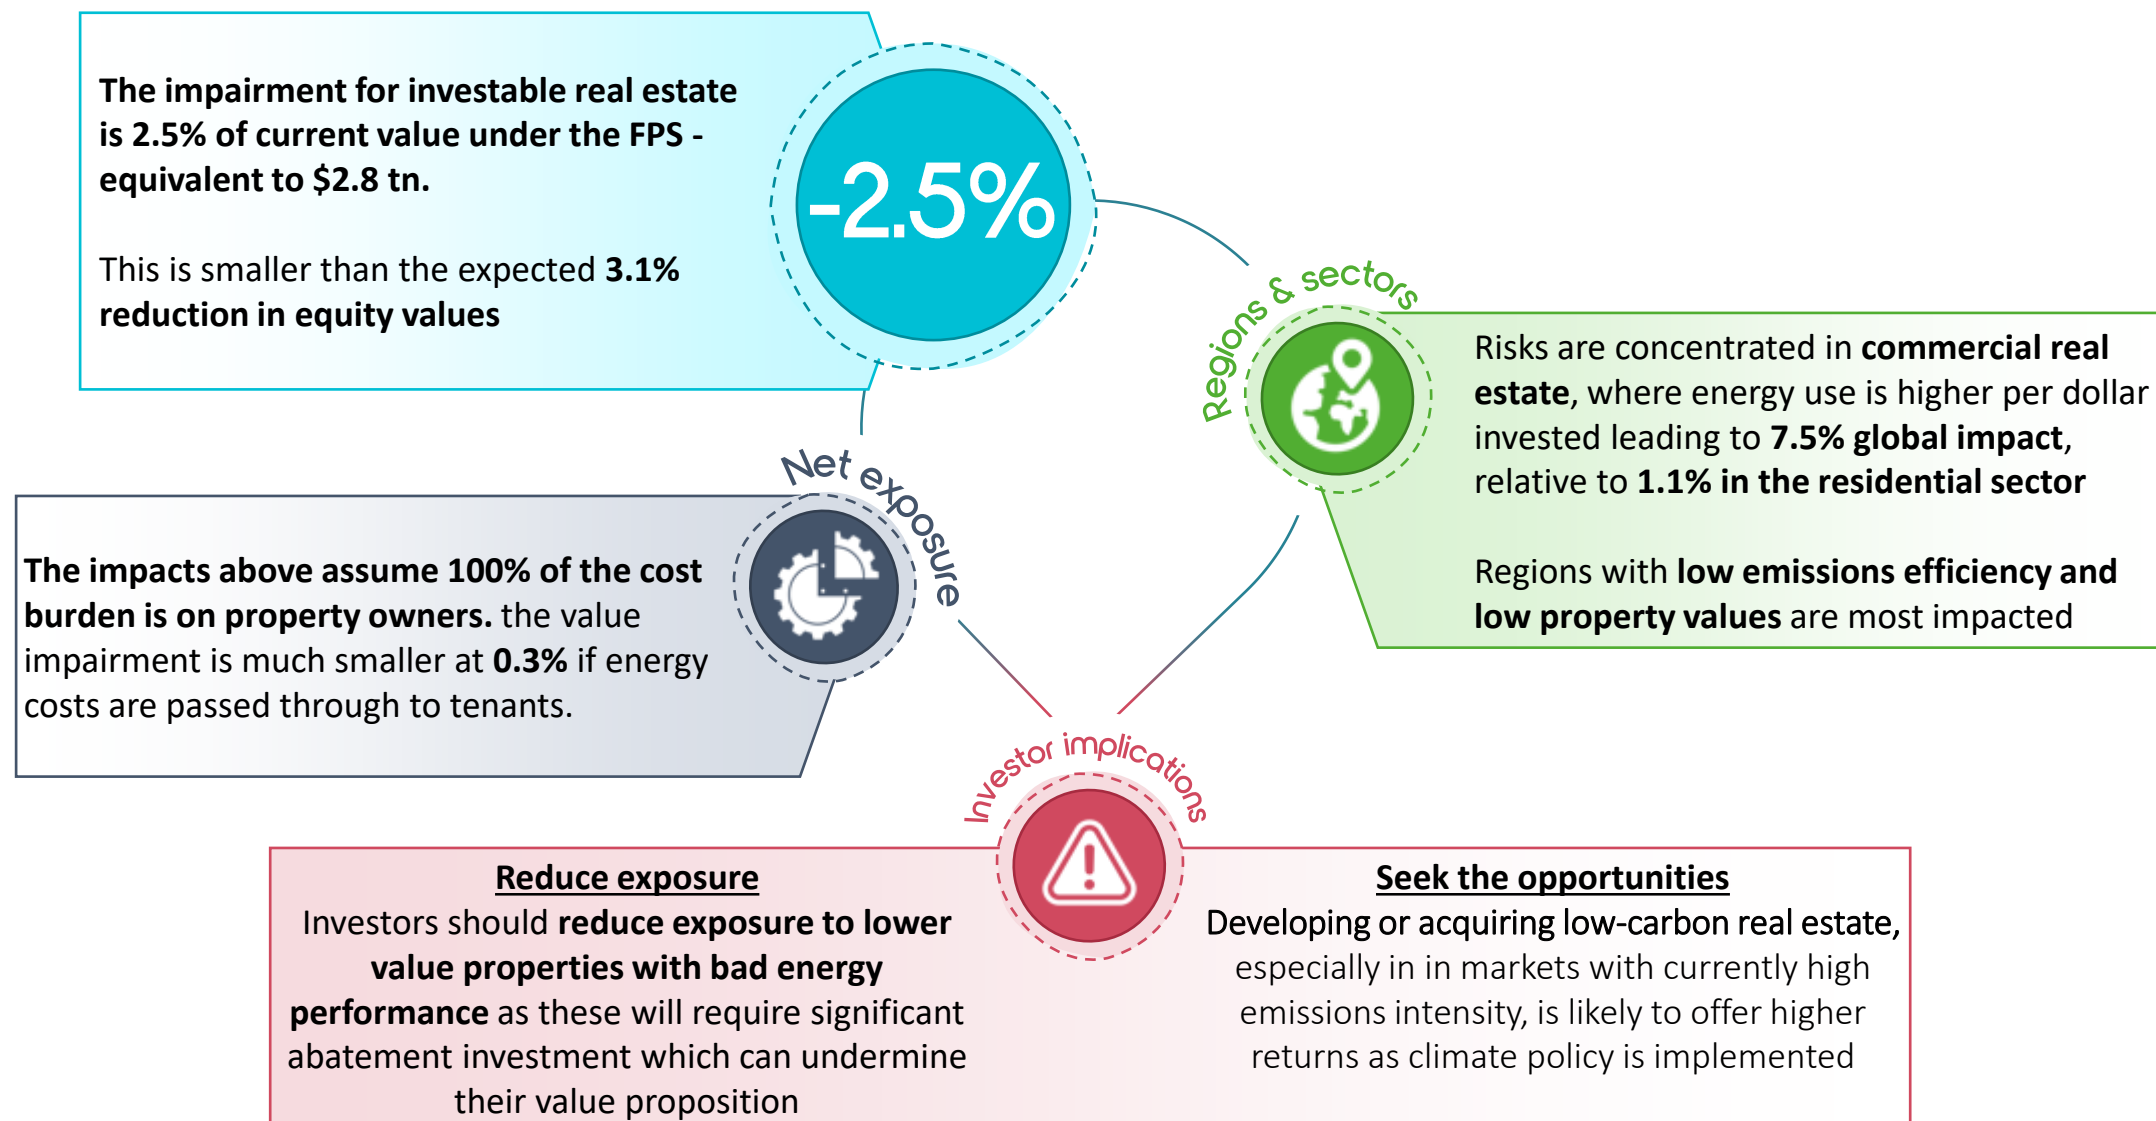 The impairment for investable real estate
is 2.5% of current value under the FPS -
equivalent to $2.8 tn.
This is smaller than the expected 3.1%
reduction in equity values
-2.5%
Regions & sectors
Risks are concentrated in commercial real
estate, where energy use is higher per dollar
invested leading to 7.5% global impact,
relative to 1.1% in the residential sector
Regions with low emissions efficiency and
low property values are most impacted
Net exposure
The impacts above assume 100% of the cost
burden is on property owners. the value
impairment is much smaller at 0.3% if energy
costs are passed through to tenants.
Investor implications
Reduce exposure
Investors should reduce exposure to lower
value properties with bad energy
performance as these will require significant
abatement investment which can undermine
their value proposition
Seek the opportunities
Developing or acquiring low-carbon real estate,
especially in in markets with currently high
emissions intensity, is likely to offer higher
returns as climate policy is implemented